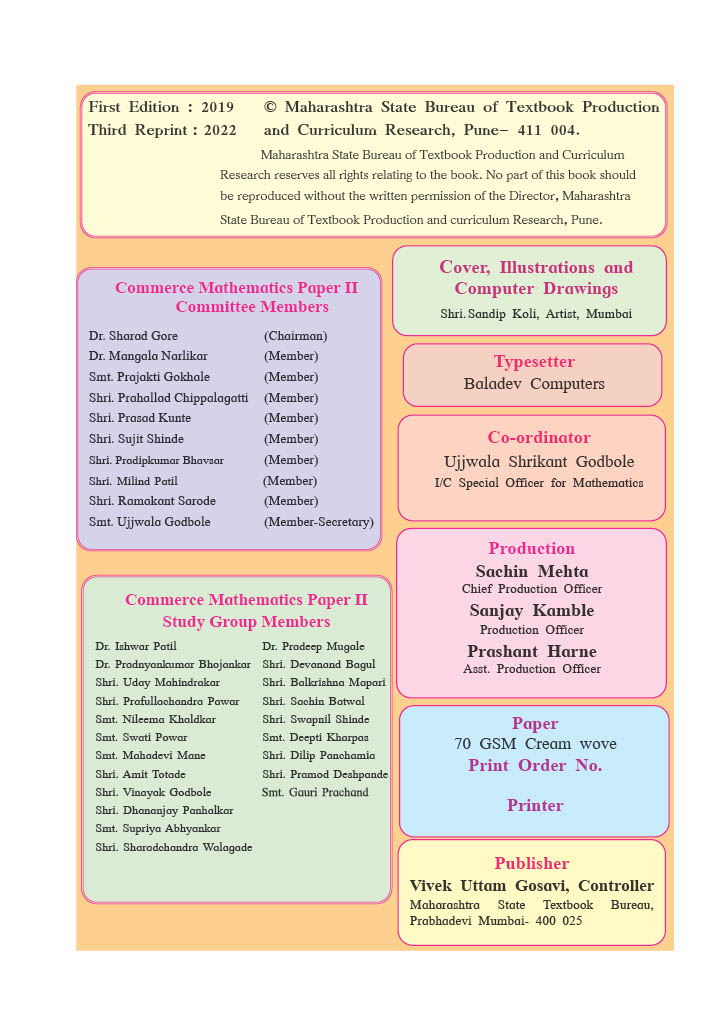 First Edition : 2019
Third Reprint : 2022
© Maharashtra State Bureau of Textbook Production
and Curriculum Research, Pune– 411 004.
Maharashtra State Bureau of Textbook Production and Curriculum
Research reserves all rights relating to the book. No part of this book should
be reproduced without the written permission of the Director, Maharashtra
State Bureau of Textbook Production and curriculum Research, Pune.
Commerce Mathematics Paper II
Committee Members
Dr. Sharad Gore (Chairman)
Dr. Mangala Narlikar (Member)
Smt. Prajakti Gokhale (Member)
Shri. Prahallad Chippalagatti (Member)
Shri. Prasad Kunte (Member)
Shri. Sujit Shinde (Member)
Shri. Pradipkumar Bhavsar (Member)
Shri. Milind Patil (Member)
Shri. Ramakant Sarode (Member)
Smt. Ujjwala Godbole (Member-Secretary)
Commerce Mathematics Paper II
Study Group Members
Dr. Ishwar Patil
Dr. Pradnyankumar Bhojankar
Shri. Uday Mahindrakar
Shri. Prafullachandra Pawar
Smt. Nileema Khaldkar
Smt. Swati Powar
Smt. Mahadevi Mane
Shri. Amit Totade
Shri. Vinayak Godbole
Shri. Dhananjay Panhalkar
Smt. Supriya Abhyankar
Shri. Sharadchandra Walagade
Dr. Pradeep Mugale
Shri. Devanand Bagul
Shri. Balkrishna Mapari
Shri. Sachin Batwal
Shri. Swapnil Shinde
Smt. Deepti Kharpas
Shri. Dilip Panchamia
Shri. Pramod Deshpande
Smt. Gauri Prachand
Cover, Illustrations and
Computer Drawings
Shri. Sandip Koli, Artist, Mumbai
Typesetter
Baladev Computers
Co-ordinator
Ujjwala Shrikant Godbole
I/C Special Officer for Mathematics
Production
Sachin Mehta
Chief Production Officer
Sanjay Kamble
Production Officer
Prashant Harne
Asst. Production Officer
Paper
70 GSM Cream wove
Print Order No.
Printer
Publisher
Vivek Uttam Gosavi, Controller
Maharashtra State Textbook Bureau,
Prabhadevi Mumbai- 400 025